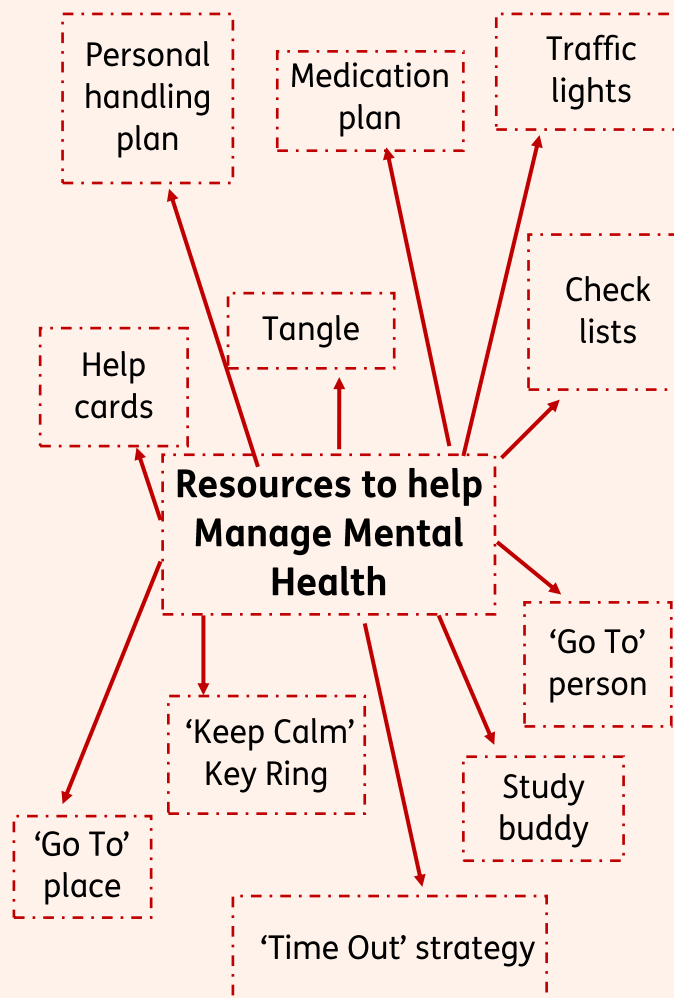 Personal
handling
plan
Medication
plan
Traffic
lights
Check
lists
Tangle
Help
cards
Resources to help
Manage Mental
Health
‘Go To’
person
‘Keep Calm’
Key Ring
Study
buddy
‘Go To’
place
‘Time Out’ strategy